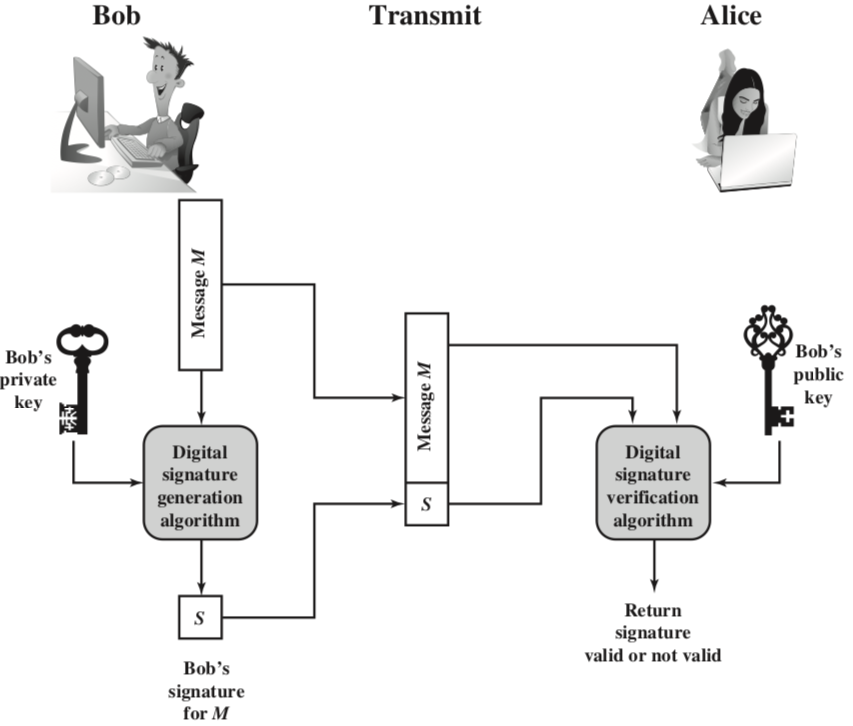 Bob
Transmit
Alice
Message M
Bob's
private
key
Digital
signature
generation
algorithm
S
Bob's
signature
for M
Message M
S
Bob's
public
key
Digital
signature
verification
algorithm
Return
signature
valid or not valid